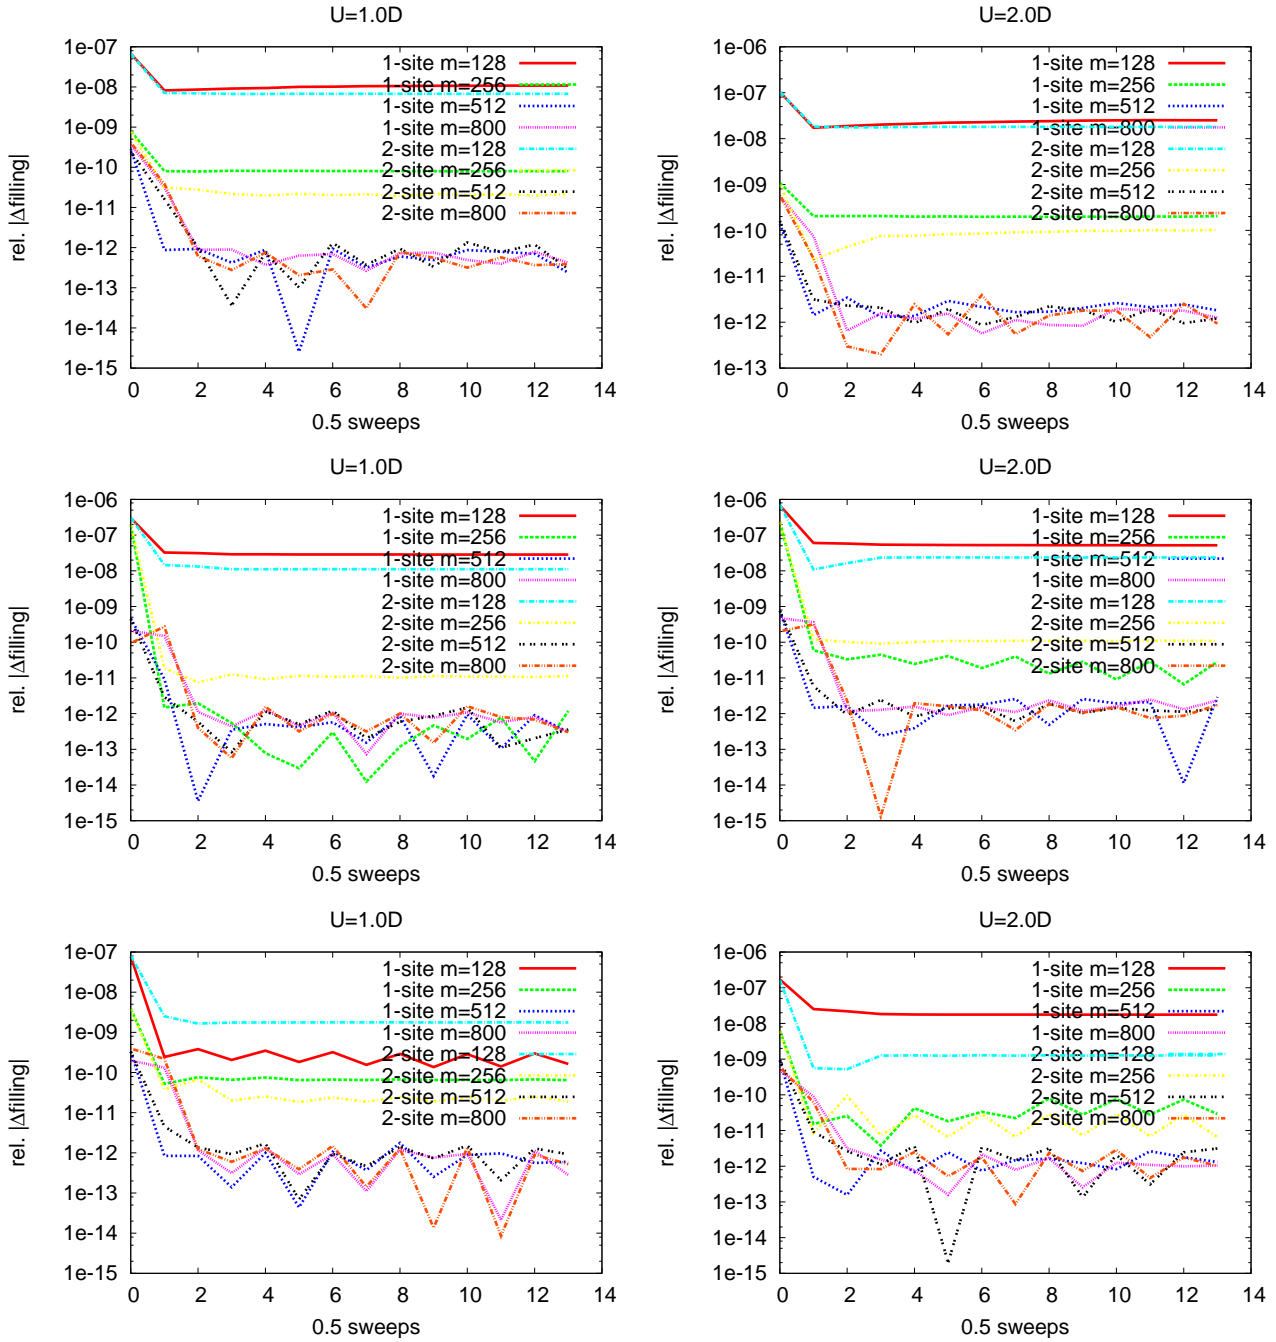 U=1.0D
1e-07
1e-08
1e-09
1e-10
1e-11
1e-12
1e-13
1e-14
1e-15
rel. |Δfilling|
0 2 4 6 8 10 12 14
0.5 sweeps
1-site m=128
1-site m=256
1-site m=512
1-site m=800
2-site m=128
2-site m=256
2-site m=512
2-site m=800
U=2.0D
1e-06
1e-07
1e-08
1e-09
1e-10
1e-11
1e-12
1e-13
rel. |Δfilling|
0 2 4 6 8 10 12 14
0.5 sweeps
1-site m=128
1-site m=256
1-site m=512
1-site m=800
2-site m=128
2-site m=256
2-site m=512
2-site m=800
U=1.0D
1e-06
1e-07
1e-08
1e-09
1e-10
1e-11
1e-12
1e-13
1e-14
1e-15
rel. |Δfilling|
0 2 4 6 8 10 12 14
0.5 sweeps
1-site m=128
1-site m=256
1-site m=512
1-site m=800
2-site m=128
2-site m=256
2-site m=512
2-site m=800
U=2.0D
1e-06
1e-07
1e-08
1e-09
1e-10
1e-11
1e-12
1e-13
1e-14
1e-15
rel. |Δfilling|
0 2 4 6 8 10 12 14
0.5 sweeps
1-site m=128
1-site m=256
1-site m=512
1-site m=800
2-site m=128
2-site m=256
2-site m=512
2-site m=800
U=1.0D
1e-07
1e-08
1e-09
1e-10
1e-11
1e-12
1e-13
1e-14
1e-15
rel. |Δfilling|
0 2 4 6 8 10 12 14
0.5 sweeps
1-site m=128
1-site m=256
1-site m=512
1-site m=800
2-site m=128
2-site m=256
2-site m=512
2-site m=800
U=2.0D
1e-06
1e-07
1e-08
1e-09
1e-10
1e-11
1e-12
1e-13
1e-14
1e-15
rel. |Δfilling|
0 2 4 6 8 10 12 14
0.5 sweeps
1-site m=128
1-site m=256
1-site m=512
1-site m=800
2-site m=128
2-site m=256
2-site m=512
2-site m=800